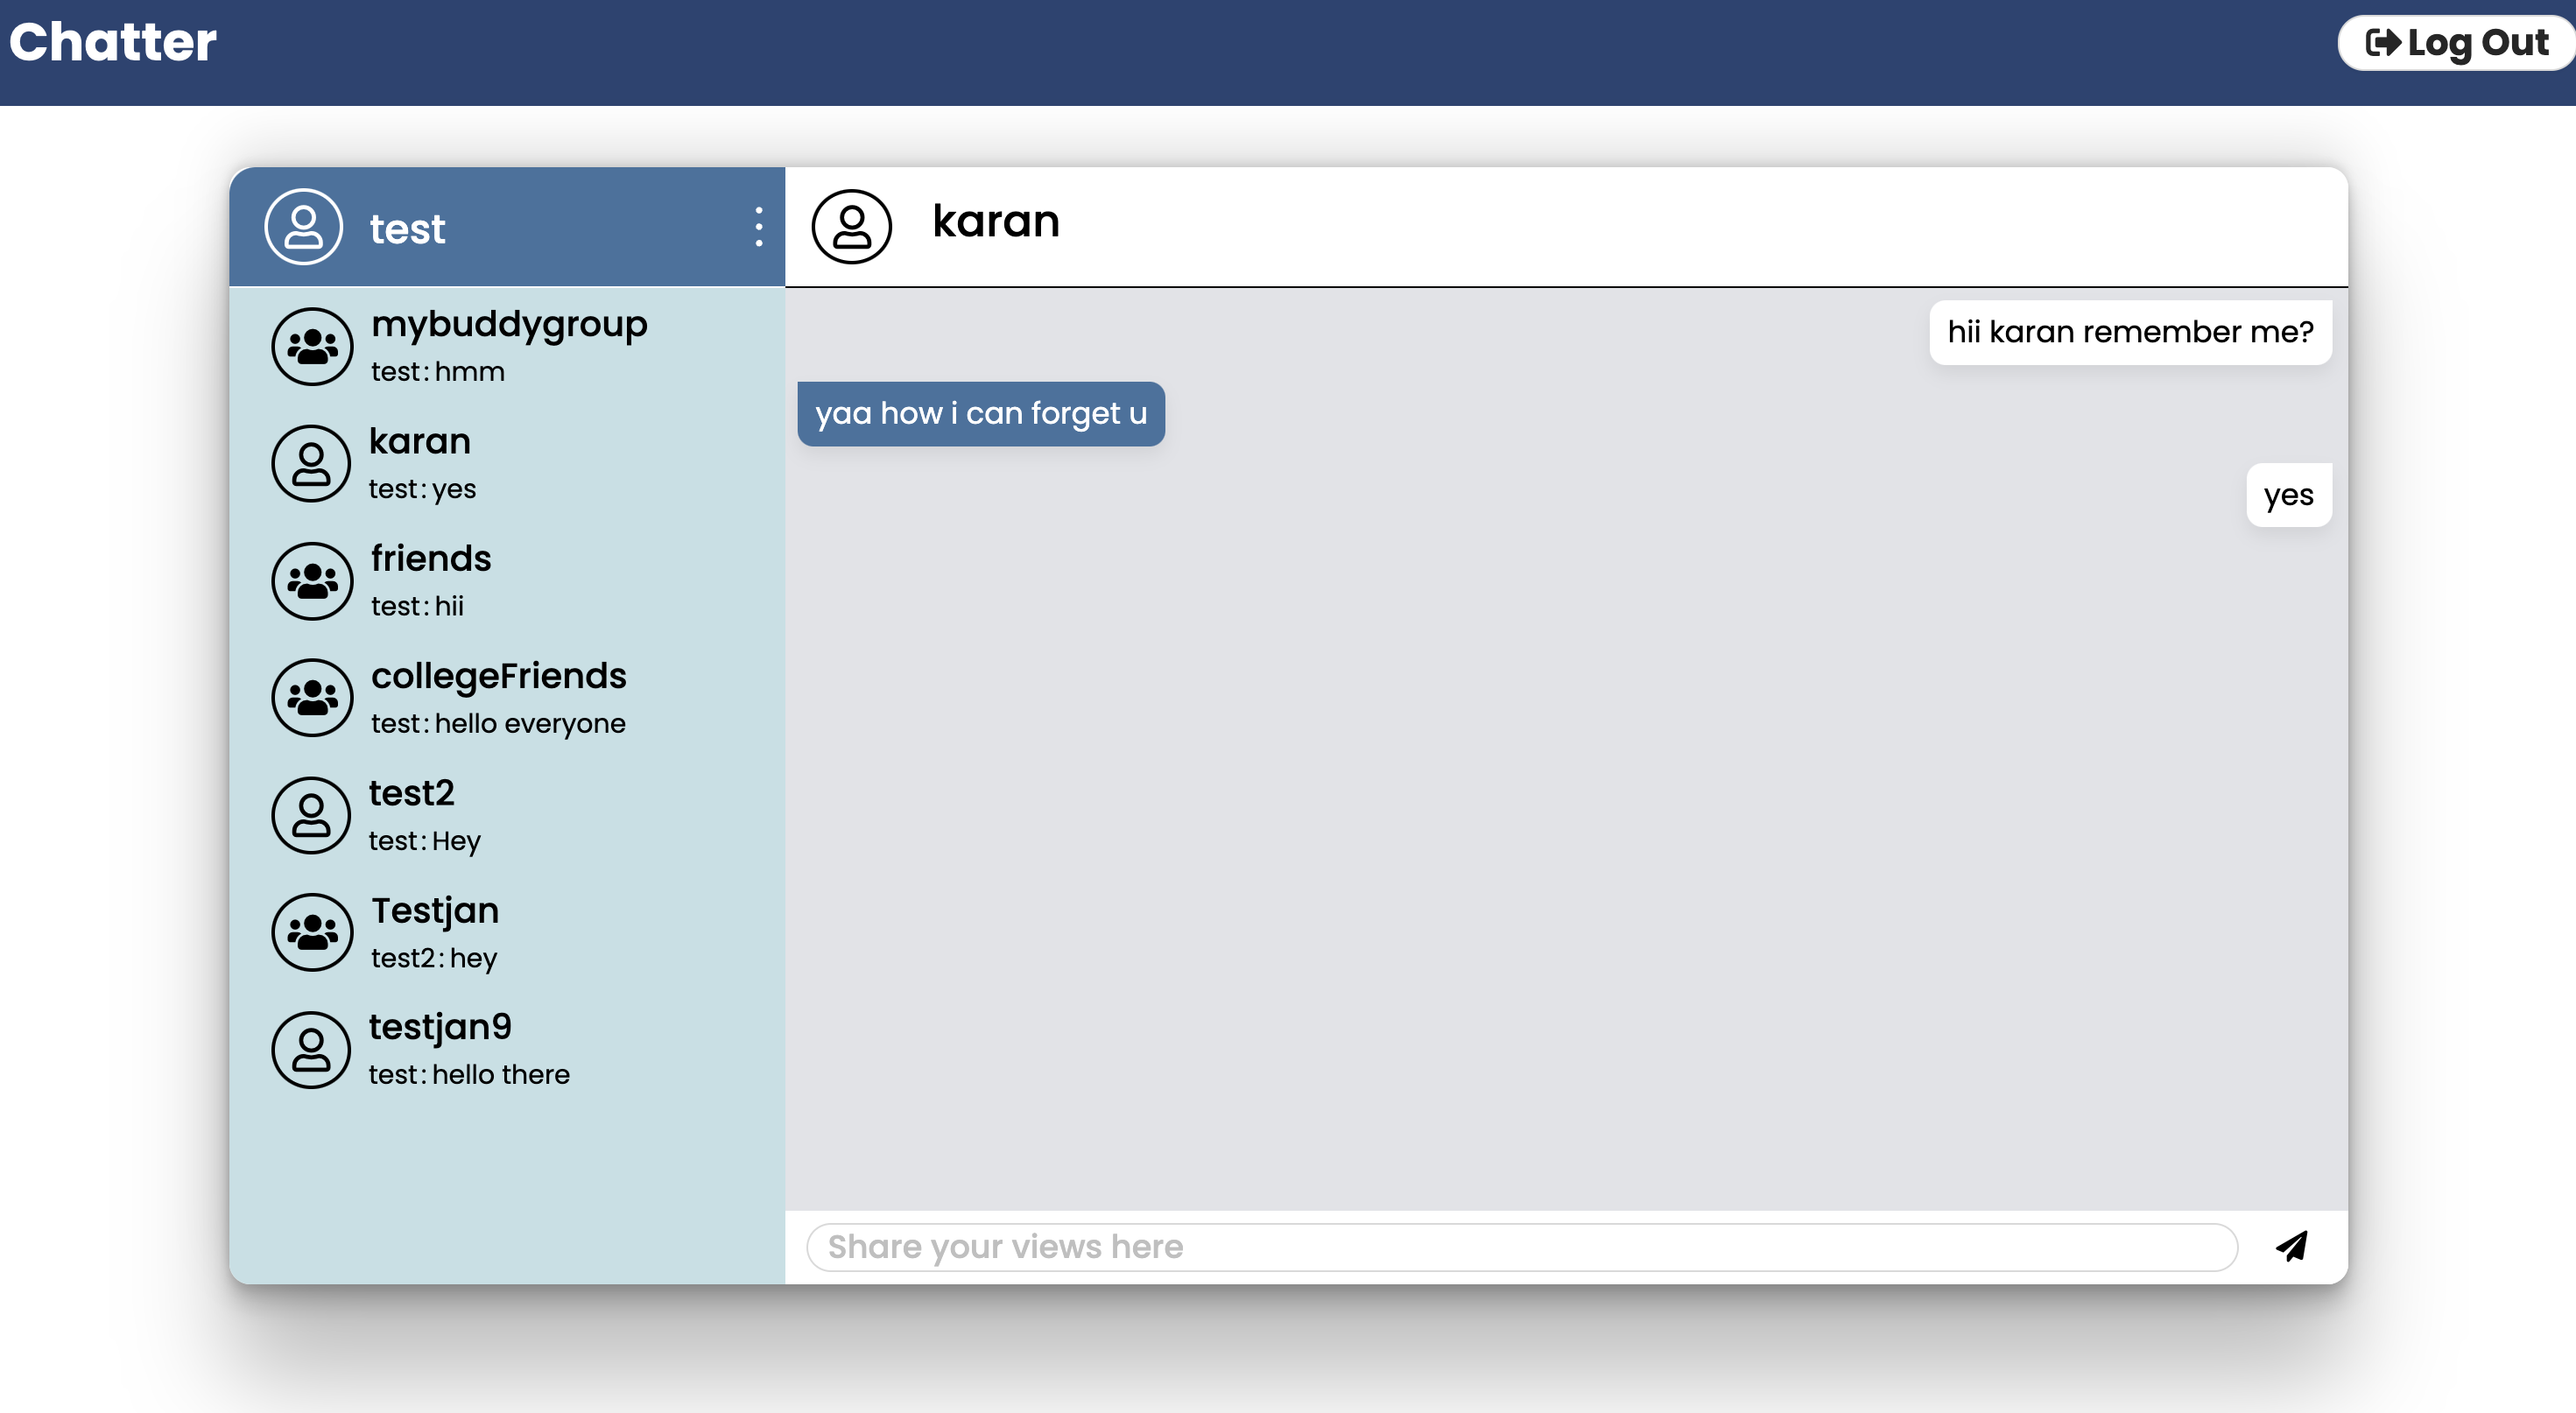 Chatter
Log Out
test
mybuddygroup
test:hmm
karan
test:yes
friends
test:hii
collegeFriends
test:hello everyone
test2
test:Hey
Testjan
test2:hey
testjan9
test:hello there
karan
hii karan remember me?
yaa how i can forget u
yes
Share your views here